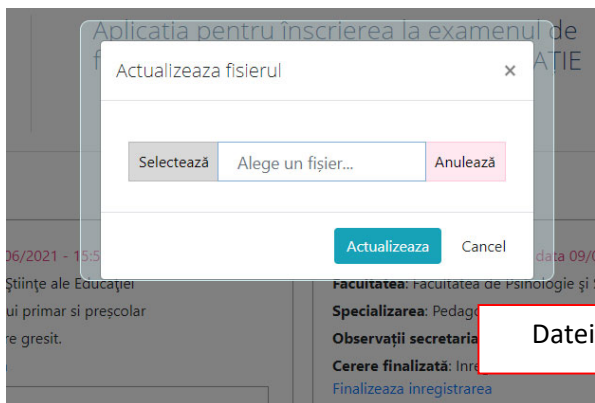 Aplicatia pentru înscrierea la examenul de
AȚIE
Actualizeaza fisierul
×
Selectează Alege un fișier... Anulează
Actualizeaza Cancel
06/2021 - 15:5
data 09/0
Științe ale Educației
Facultatea: Facultatea de Psihologie și S
ui primar si preșcolar
Specializarea: Pedago
re gresit.
Observații secretaria
Datei
Cerere finalizată: Inre
Finalizeaza inregistrarea